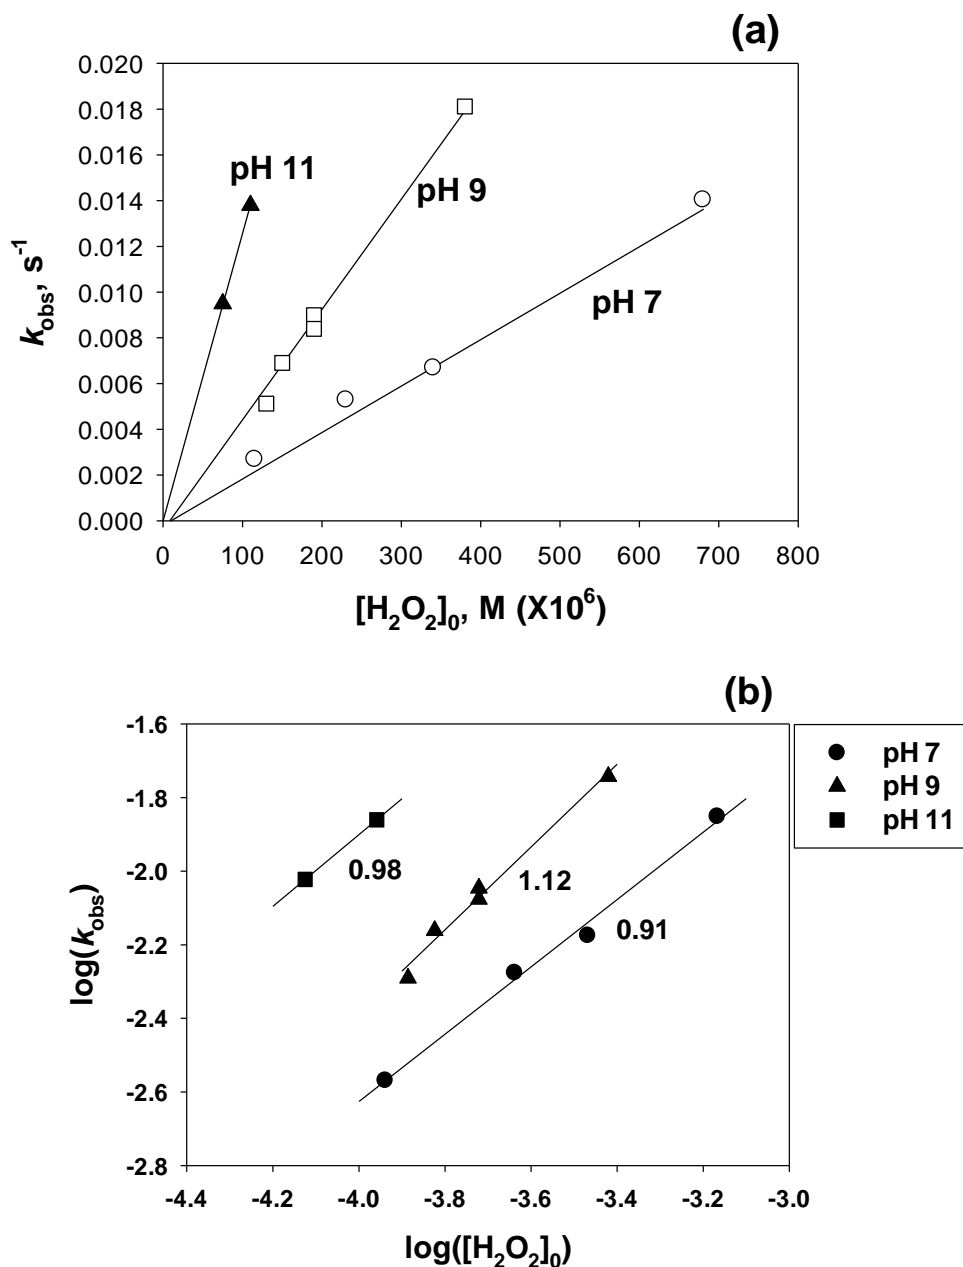 (a)
0.020
0.018
0.016
0.014
0.012
0.010
0.008
0.006
0.004
0.002
0.000
k_obs, s⁻¹
pH 11
pH 9
pH 7
0 100 200 300 400 500 600 700 800
[H₂O₂]₀, M (X10⁶)
(b)
-1.6
-1.8
-2.0
-2.2
-2.4
-2.6
-2.8
log(k_obs)
0.98
1.12
0.91
pH 7
pH 9
pH 11
-4.4 -4.2 -4.0 -3.8 -3.6 -3.4 -3.2 -3.0
log([H₂O₂]₀)